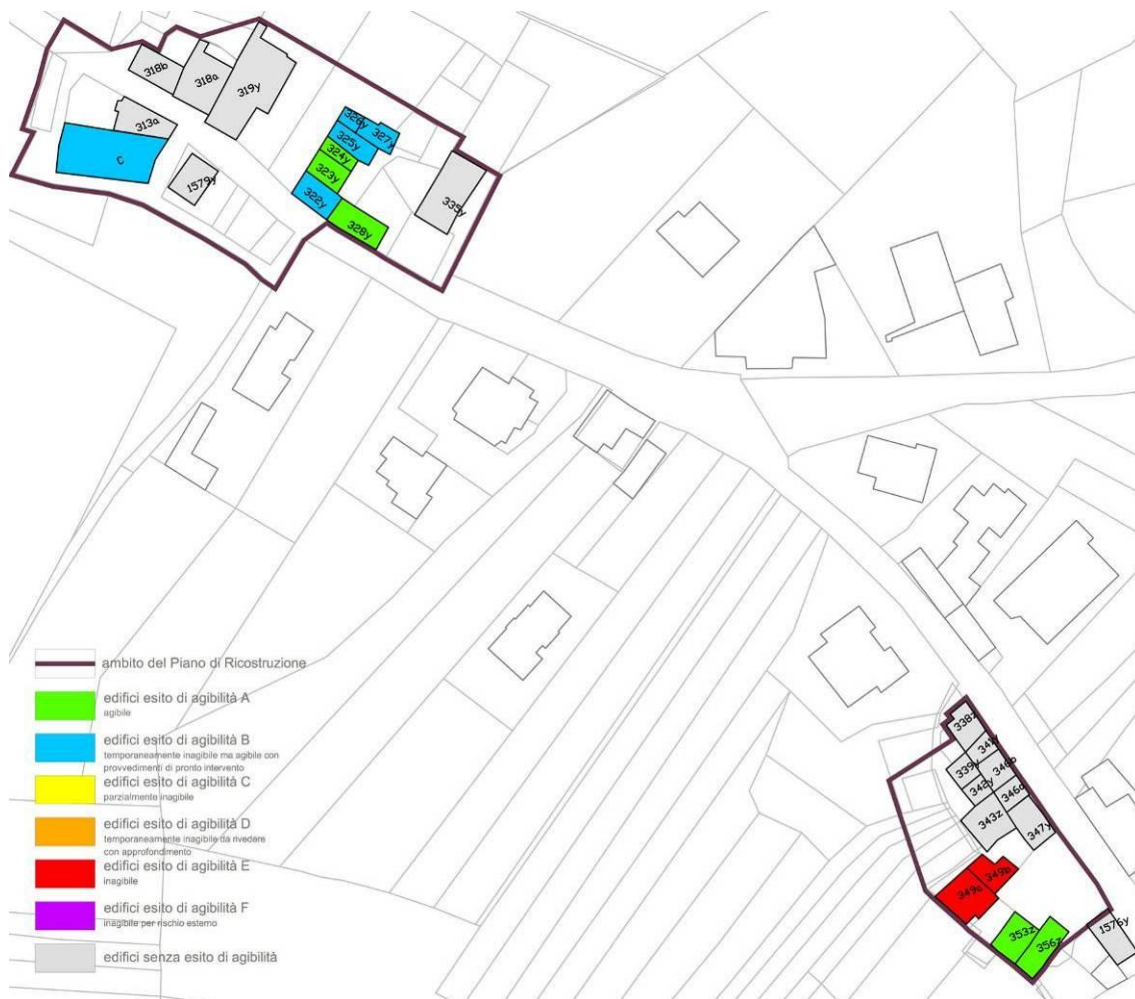 318b
318a
319y
313a
C
1579y
326y
327y
325y
324y
323y
322y
328y
335y
ambito del Piano di Ricostruzione
edifici esito di agibilità A
agibile
edifici esito di agibilità B
temporaneamente inagibile ma agibile con
provvedimenti di pronto intervento
edifici esito di agibilità C
parzialmente inagibile
edifici esito di agibilità D
temporaneamente inagibile da rivedere
con approfondimento
edifici esito di agibilità E
inagibile
edifici esito di agibilità F
inagibile per rischio esterno
edifici senza esito di agibilità
338z
339y
346b
342y
346a
343z
347y
349b
353z
356z
1576y